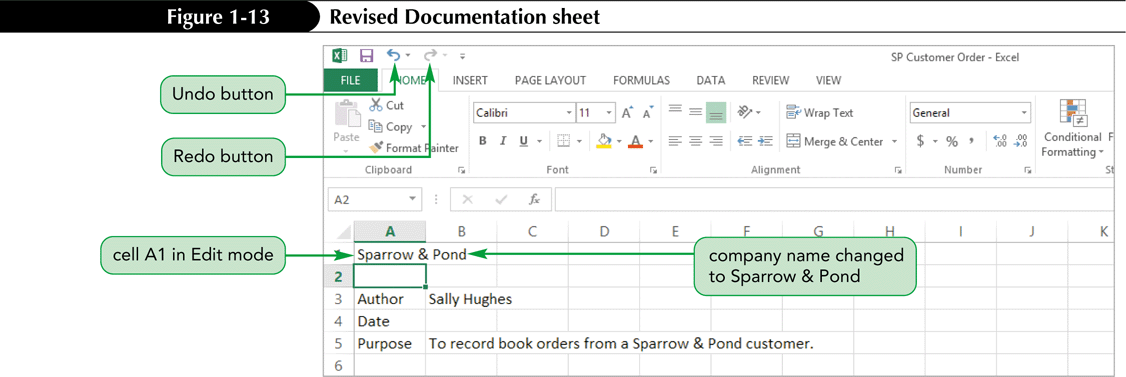 Figure 1-13 Revised Documentation sheet
SP Customer Order - Excel
FILE HOME INSERT PAGE LAYOUT FORMULAS DATA REVIEW VIEW
Undo button
Cut
Calibri 11 A A
Wrap Text
General
Copy
Paste
Redo button
B I U A
Merge & Center
$ % , .00 .0
Conditional F
Format Painter
Formatting
Clipboard Font Alignment Number St
A2 fx
A B C D E F G H I J K
cell A1 in Edit mode
Sparrow & Pond
company name changed
to Sparrow & Pond
2
3 Author Sally Hughes
4 Date
5 Purpose To record book orders from a Sparrow & Pond customer.
6